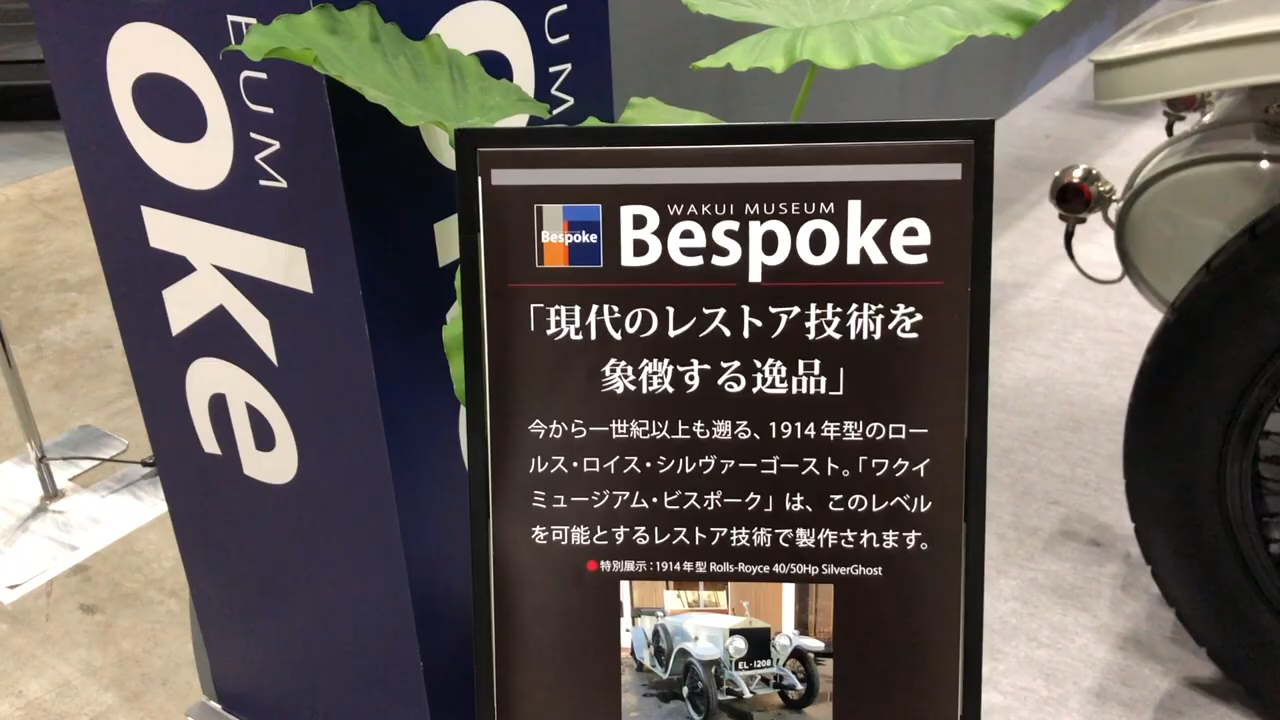 oke
EUM
UM
WAKUI MUSEUM
Bespoke
Bespoke
「現代のレストア技術を
象徴する逸品」
今から一世紀以上も遡る、1914年型のロー
ルス・ロイス・シルヴァーゴースト。「ワクイ
ミュージアム・ビスポーク」は、このレベル
を可能とするレストア技術で製作されます。
●特別展示：1914年型 Rolls-Royce 40/50Hp SilverGhost
EL-1208